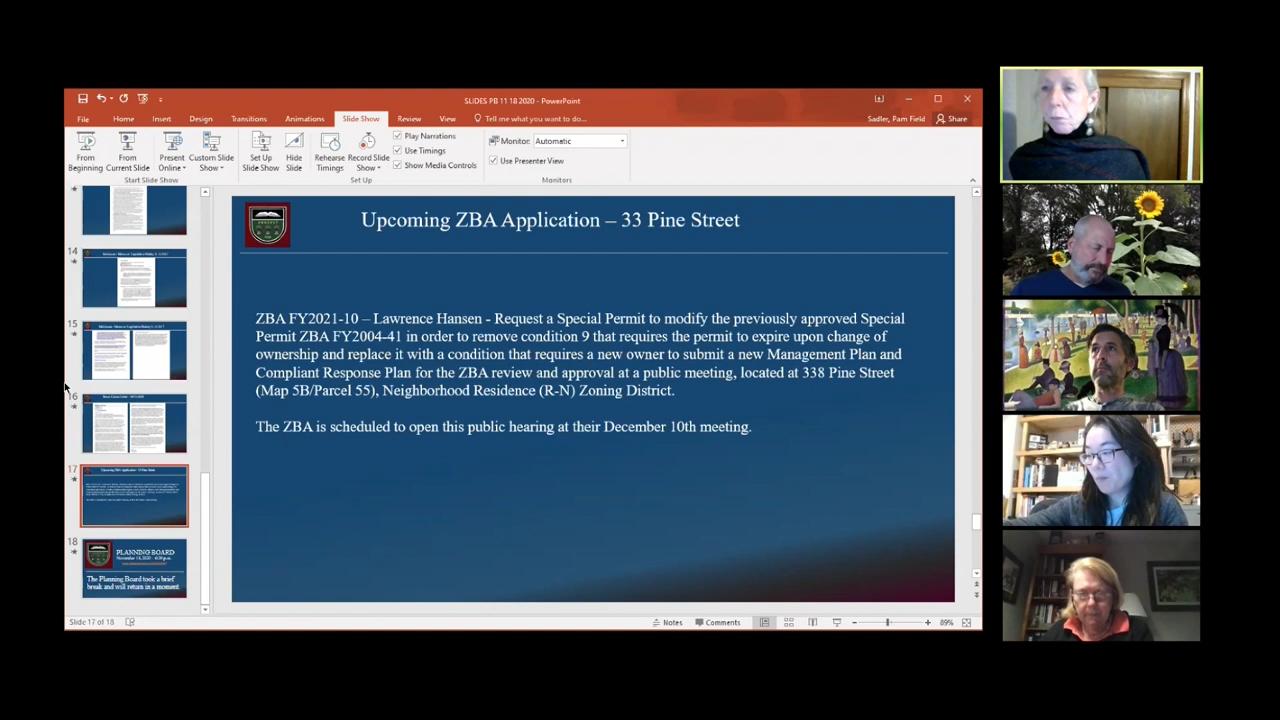 SLIDES PB 11 18 2020 - PowerPoint
File Home Insert Design Transitions Animations Slide Show Review View Tell me what you want to do...
Sadler, Pam Field Share
From Beginning
From Current Slide
Present Online
Custom Slide Show
Set Up Slide Show
Hide Slide
Rehearse Timings
Record Slide Show
Play Narrations
Use Timings
Show Media Controls
Monitor: Automatic
Use Presenter View
Start Slide Show
Set Up
Monitors
14
15
16
17
18
PLANNING BOARD
The Planning Board took a brief
break and will return in a moment.
Upcoming ZBA Application – 33 Pine Street
ZBA FY2021-10 – Lawrence Hansen - Request a Special Permit to modify the previously approved Special
Permit ZBA FY2004-41 in order to remove condition 9 that requires the permit to expire upon change of
ownership and replace it with a condition that requires a new owner to submit new Management Plan and
Compliant Response Plan for the ZBA review and approval at a public meeting, located at 338 Pine Street
(Map 5B/Parcel 55), Neighborhood Residence (R-N) Zoning District.
The ZBA is scheduled to open this public hearing at their December 10th meeting.
Slide 17 of 18
Notes Comments
89%